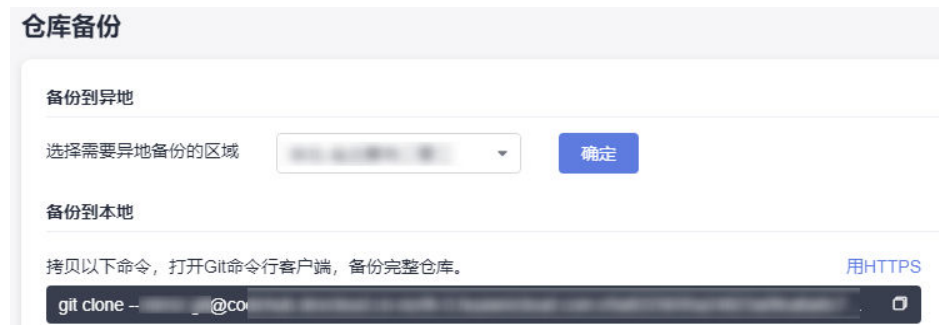 仓库备份
备份到异地
选择需要异地备份的区域
确定
备份到本地
拷贝以下命令，打开Git命令行客户端，备份完整仓库。
用HTTPS
git clone -- @co